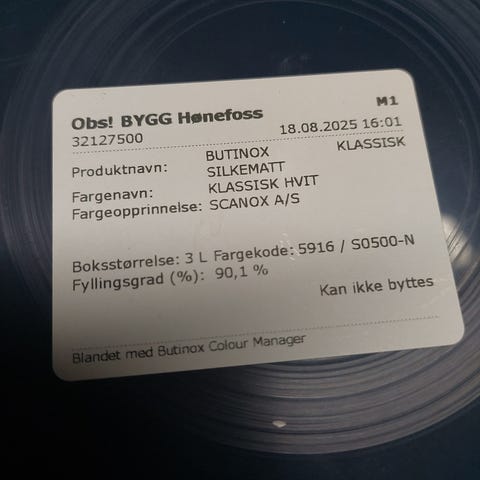 Obs! BYGG Hønefoss M1
32127500 18.08.2025 16:01
Produktnavn: BUTINOX KLASSISK
SILKEMATT
Fargenavn: KLASSISK HVIT
Fargeopprinnelse: SCANOX A/S
Boksstørrelse: 3 L Fargekode: 5916 / S0500-N
Fyllingsgrad (%): 90,1 %
Kan ikke byttes
Blandet med Butinox Colour Manager